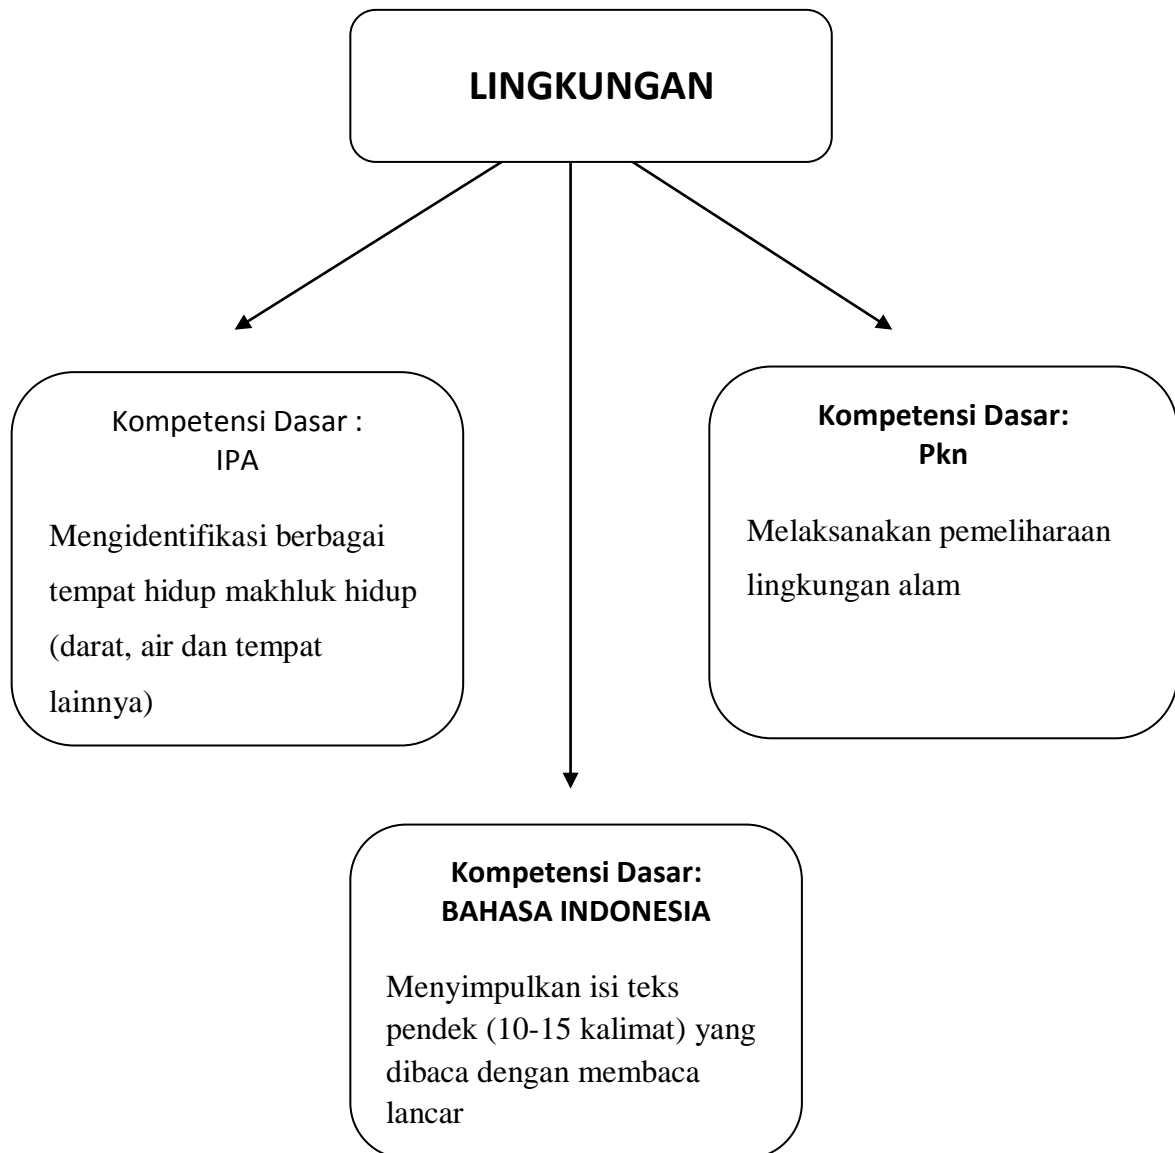 LINGKUNGAN
Kompetensi Dasar :
IPA
Mengidentifikasi berbagai
tempat hidup makhluk hidup
(darat, air dan tempat
lainnya)
Kompetensi Dasar:
Pkn
Melaksanakan pemeliharaan
lingkungan alam
Kompetensi Dasar:
BAHASA INDONESIA
Menyimpulkan isi teks
pendek (10-15 kalimat) yang
dibaca dengan membaca
lancar